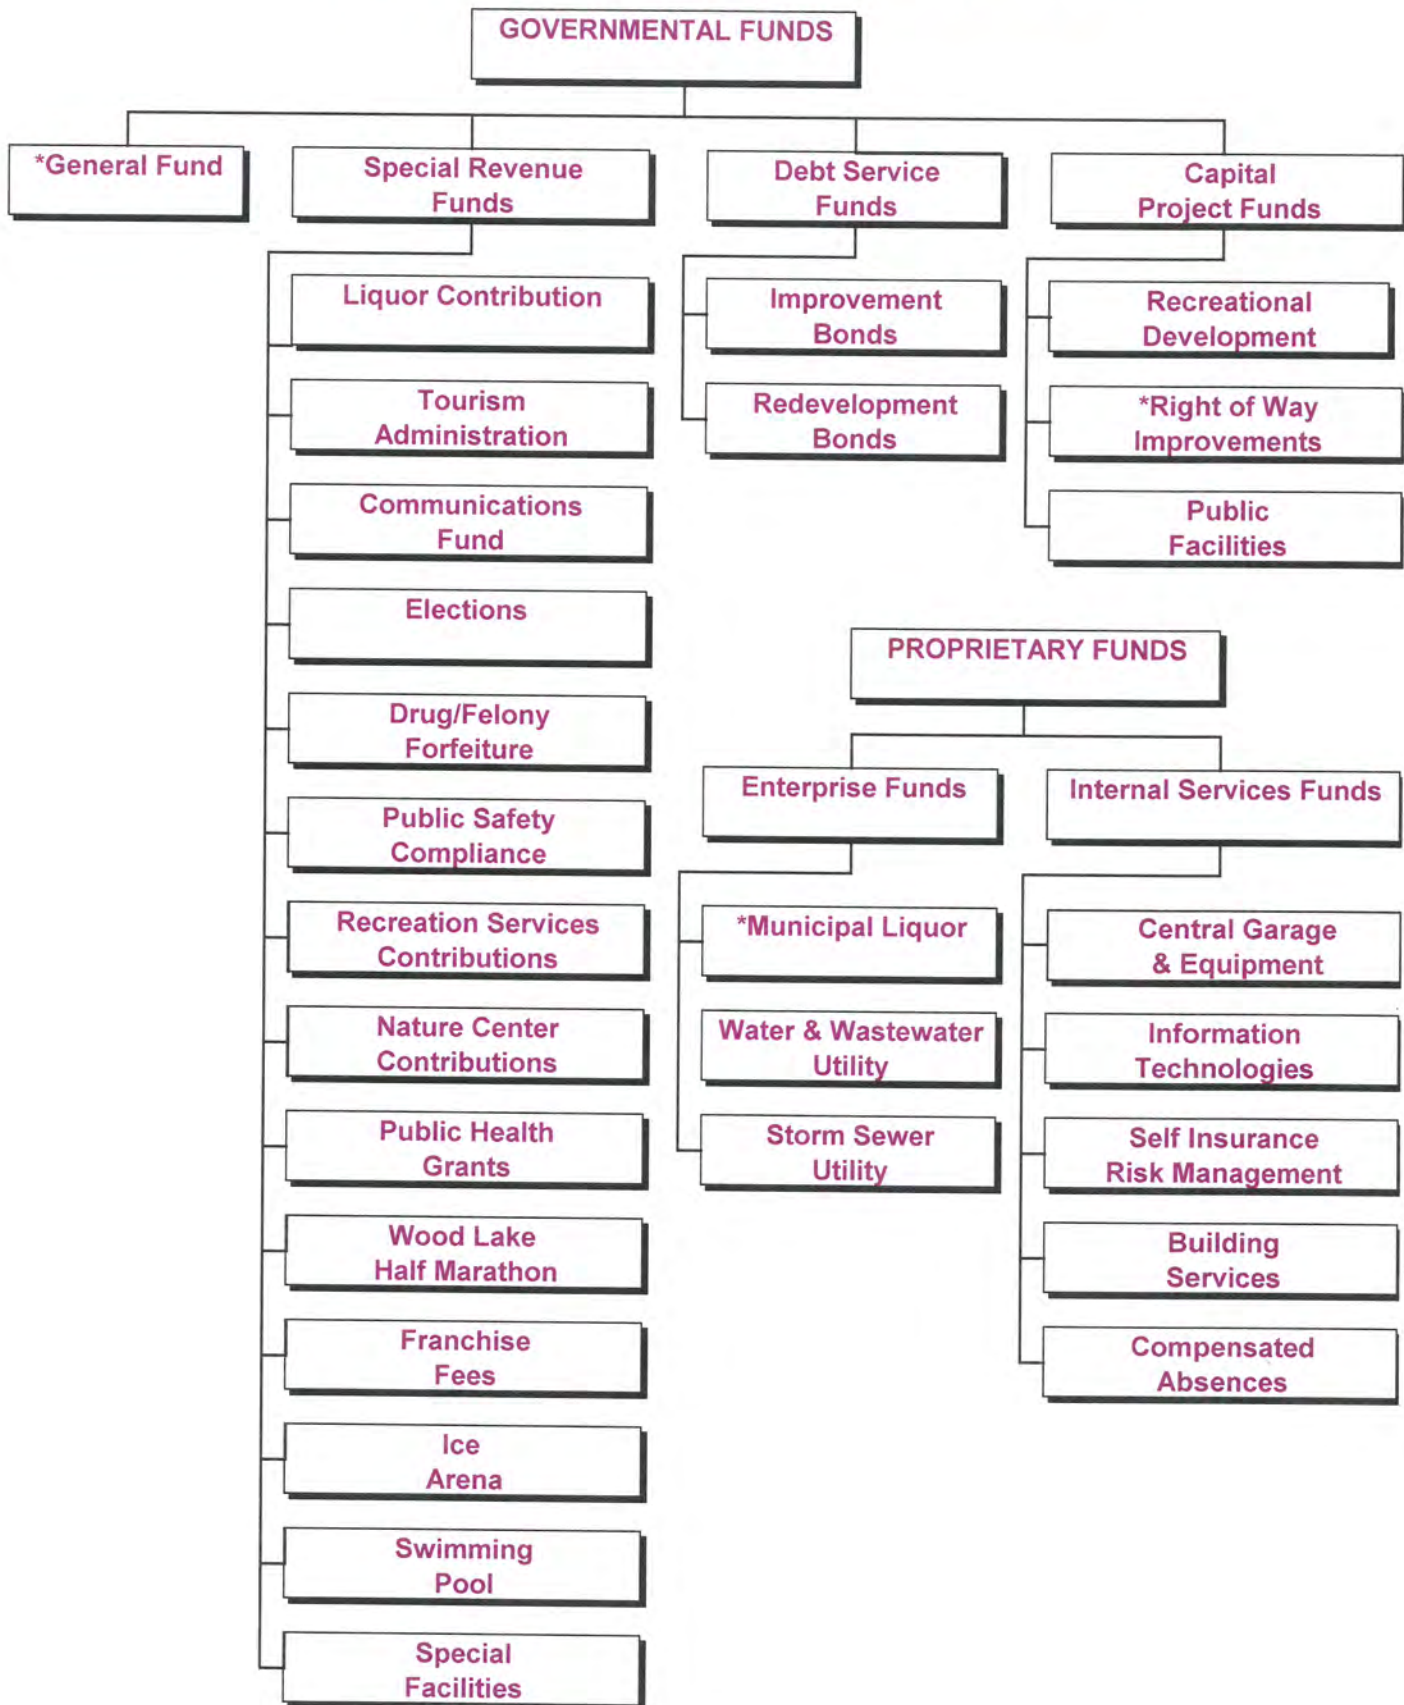 GOVERNMENTAL FUNDS
*General Fund
Special Revenue
Funds
Debt Service
Funds
Capital
Project Funds
Liquor Contribution
Tourism
Administration
Communications
Fund
Elections
Drug/Felony
Forfeiture
Public Safety
Compliance
Recreation Services
Contributions
Nature Center
Contributions
Public Health
Grants
Wood Lake
Half Marathon
Franchise
Fees
Ice
Arena
Swimming
Pool
Special
Facilities
Improvement
Bonds
Redevelopment
Bonds
Recreational
Development
*Right of Way
Improvements
Public
Facilities
PROPRIETARY FUNDS
Enterprise Funds
Internal Services Funds
*Municipal Liquor
Water & Wastewater
Utility
Storm Sewer
Utility
Central Garage
& Equipment
Information
Technologies
Self Insurance
Risk Management
Building
Services
Compensated
Absences